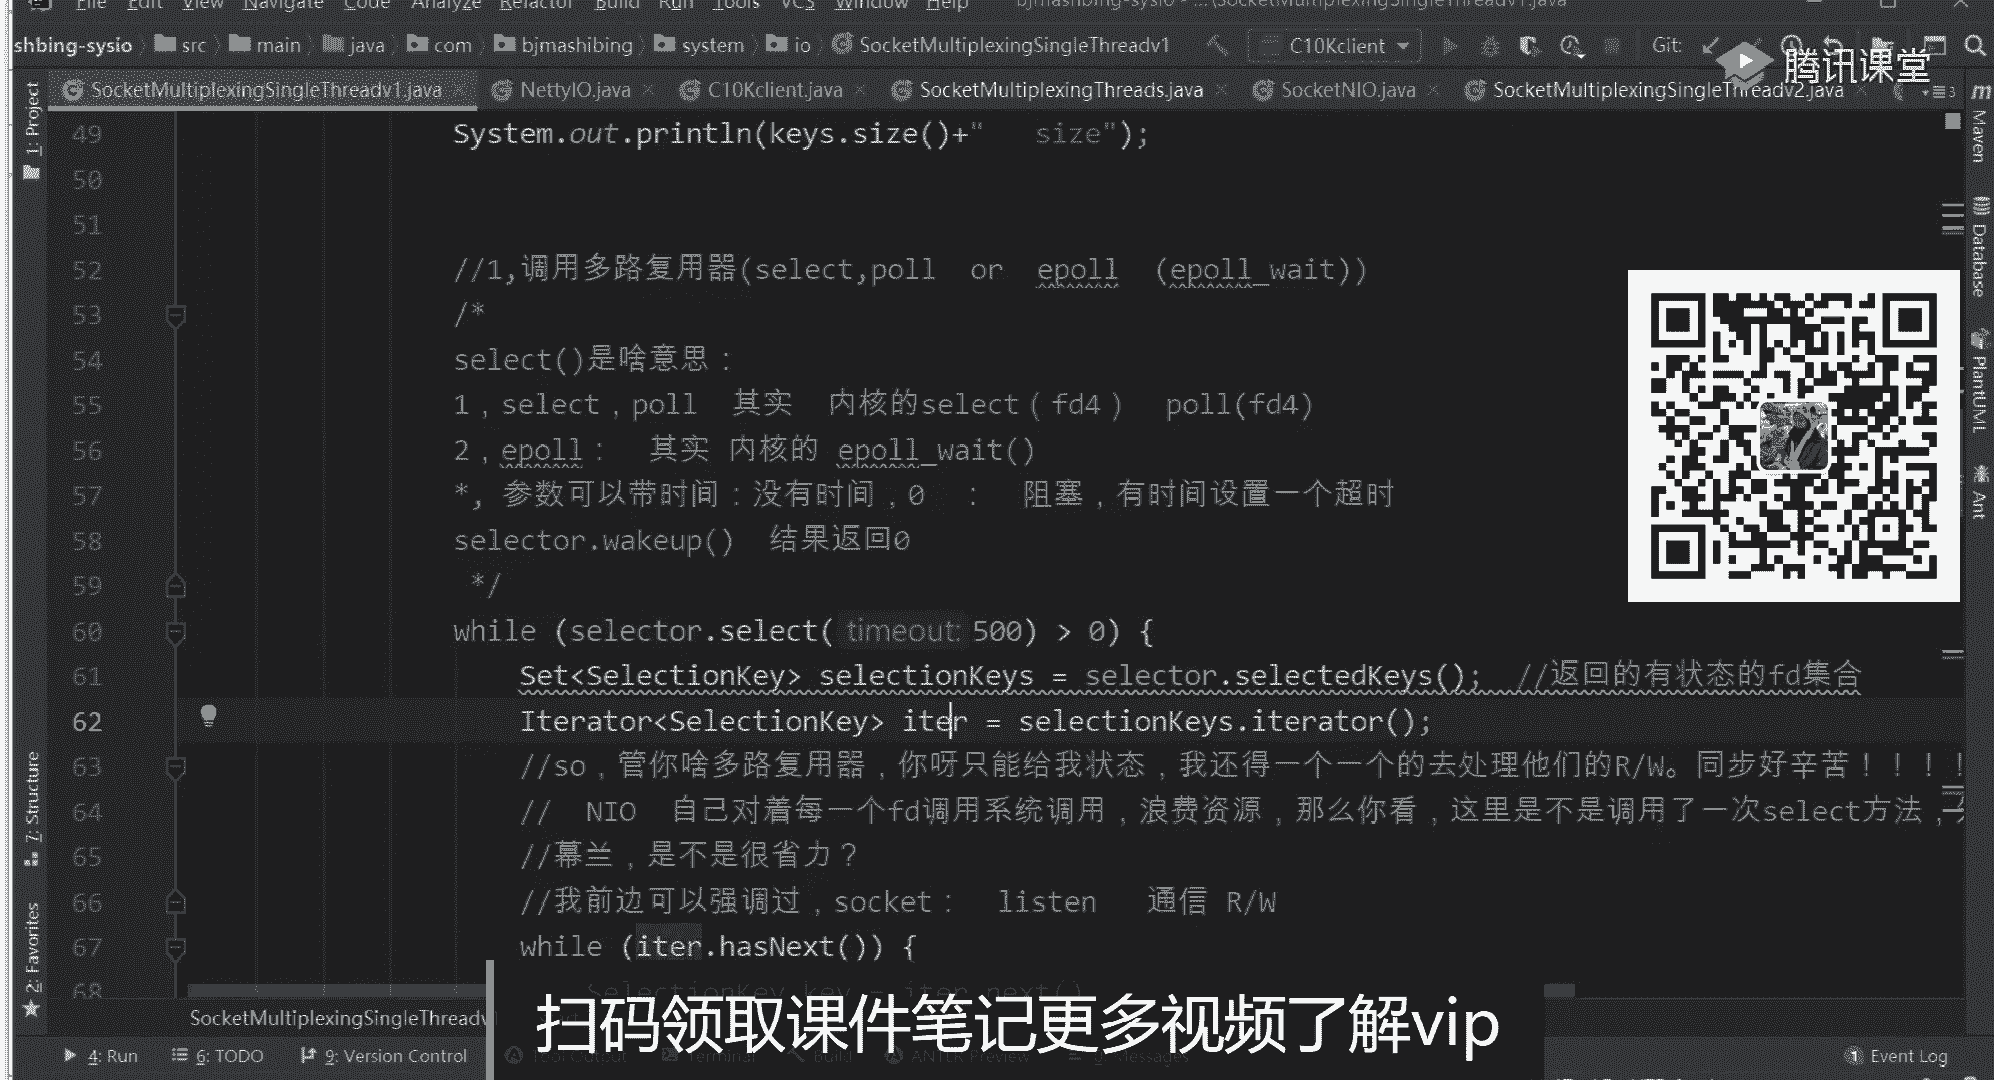 File Edit View Navigate Code Analyze Refactor Build Run Tools VCS Window Help
shbing-sysio src main java com bjmashibing system io SocketMultiplexingSingleThreadv1 C10Kclient Git:
腾讯课堂
SocketMultiplexingSingleThreadv1.java NettyIO.java C10Kclient.java SocketMultiplexingThreads.java SocketNIO.java SocketMultiplexingSingleThreadv2.java
1: Project
7: Structure
2: Favorites
Maven
Database
PlantUML
Ant
49 System.out.println(keys.size()+"   size");
50
51
52 //1,调用多路复用器(select,poll  or  epoll  (epoll_wait))
53 /*
54 select()是啥意思：
55 1，select，poll  其实  内核的select（fd4）  poll(fd4)
56 2，epoll：  其实 内核的 epoll_wait()
57 *, 参数可以带时间：没有时间，0  ：  阻塞，有时间设置一个超时
58 selector.wakeup()  结果返回0
59 */
60 while (selector.select( timeout: 500) > 0) {
61 Set<SelectionKey> selectionKeys = selector.selectedKeys();  //返回的有状态的fd集合
62 Iterator<SelectionKey> iter = selectionKeys.iterator();
63 //so，管你啥多路复用器，你呀只能给我状态，我还得一个一个的去处理他们的R/W。同步好辛苦！！！！
64 //  NIO  自己对着每一个fd调用系统调用，浪费资源，那么你看，这里是不是调用了一次select方法，
65 //幕兰，是不是很省力？
66 //我前边可以强调过，socket：  listen   通信 R/W
67 while (iter.hasNext()) {
68 SelectionKey key = iter.next()
扫码领取课件笔记更多视频了解vip
4: Run 6: TODO 9: Version Control Event Log